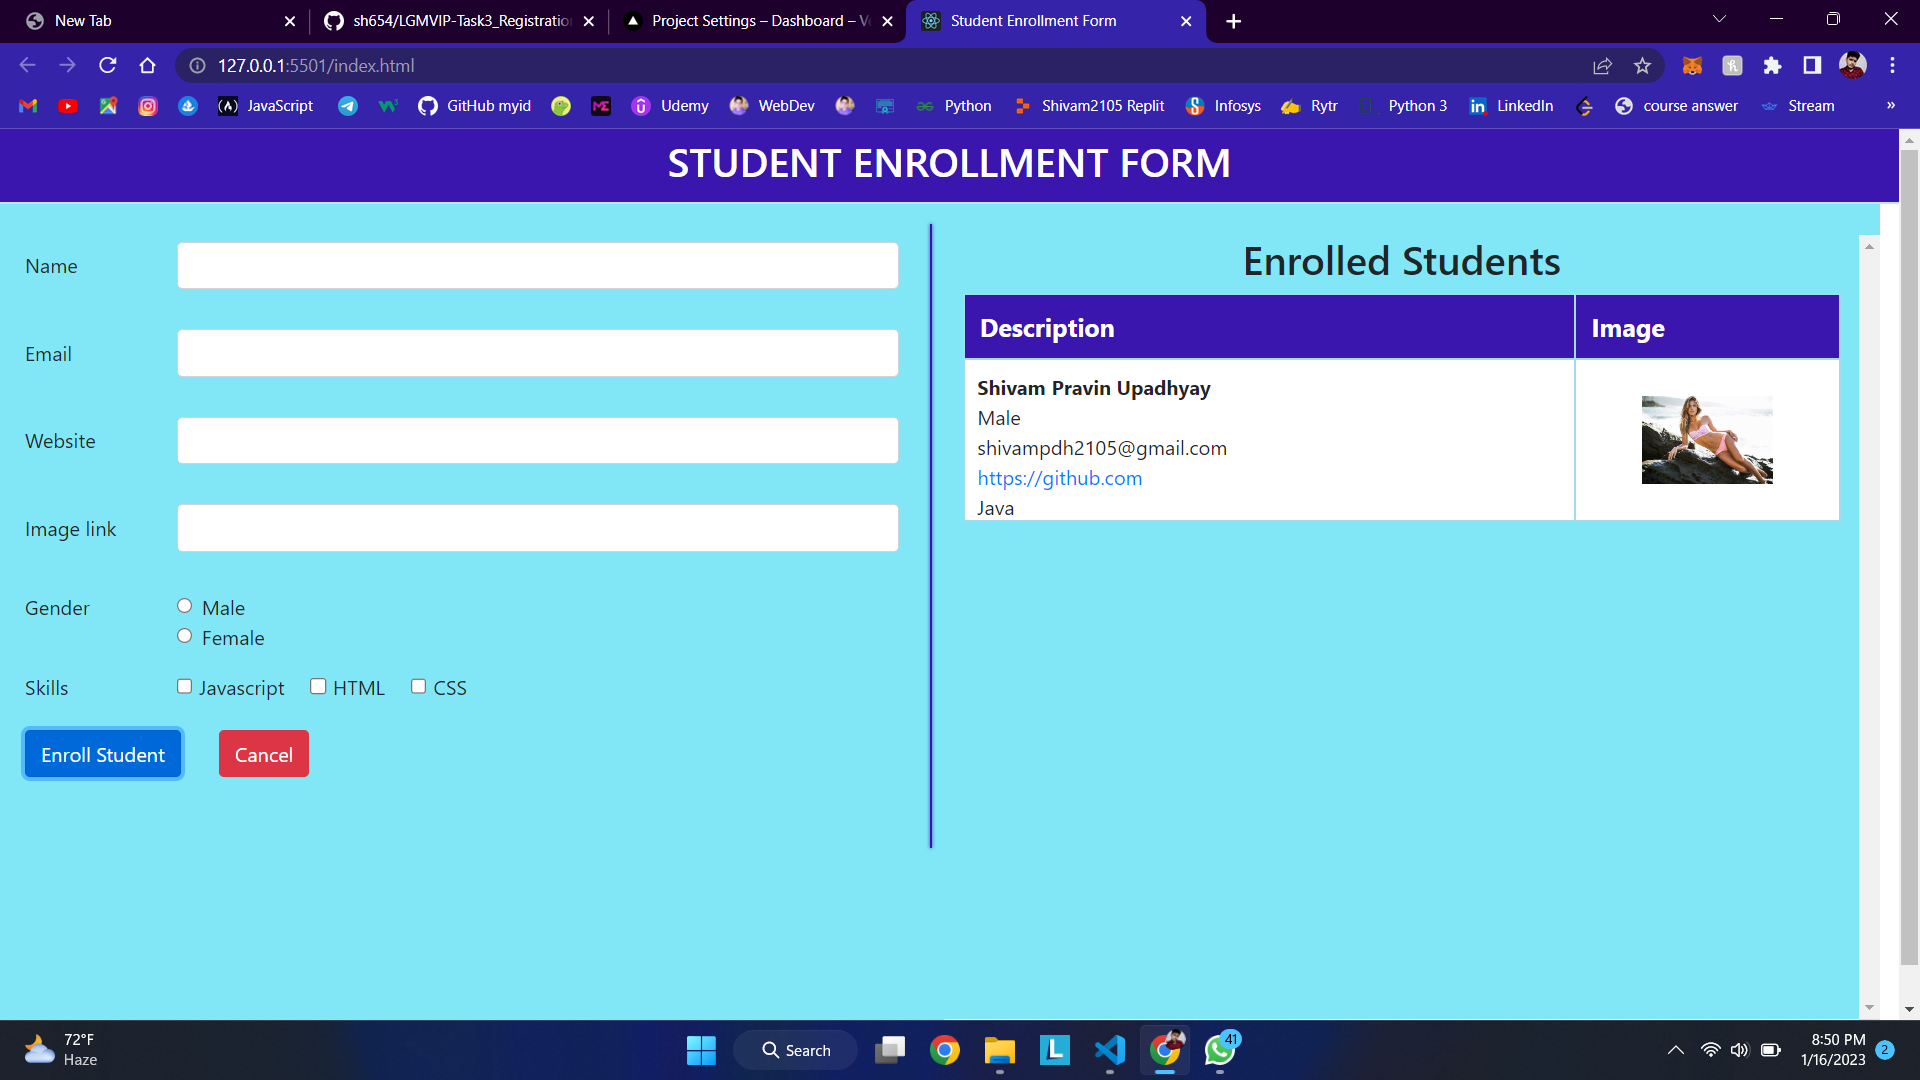 New Tab
sh654/LGMVIP-Task3_Registratio
Project Settings – Dashboard – Ve
Student Enrollment Form
127.0.0.1:5501/index.html
JavaScript
GitHub myid
Udemy
WebDev
Python
Shivam2105 Replit
Infosys
Rytr
Python 3
LinkedIn
course answer
Stream
»
STUDENT ENROLLMENT FORM
Name
Email
Website
Image link
Gender
Male
Female
Skills
Javascript HTML CSS
Enroll Student Cancel
Enrolled Students
Description Image
Shivam Pravin Upadhyay
Male
shivampdh2105@gmail.com
https://github.com
Java
72°F
Haze
Search
41
8:50 PM
1/16/2023
2